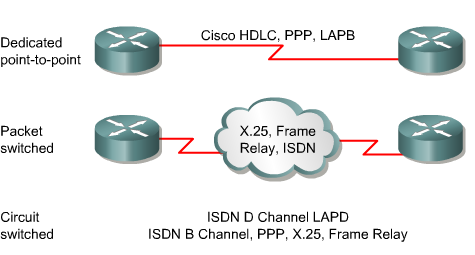 Dedicated
point-to-point
Cisco HDLC, PPP, LAPB
Packet
switched
X.25, Frame
Relay, ISDN
Circuit
switched
ISDN D Channel LAPD
ISDN B Channel, PPP, X.25, Frame Relay